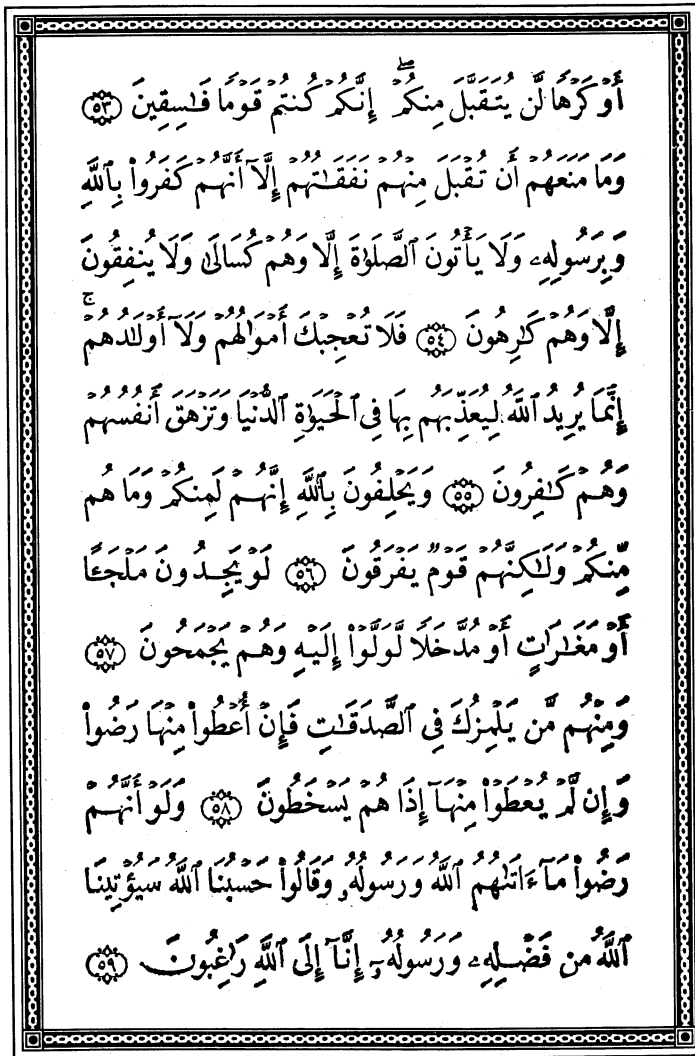 أَوْ كَرْهًا لَّن يُتَقَبَّلَ مِنكُمْ ۖ إِنَّكُمْ كُنتُمْ قَوْمًا فَـٰسِقِينَ ﴿٥٣﴾
وَمَا مَنَعَهُمْ أَن تُقْبَلَ مِنْهُمْ نَفَقَـٰتُهُمْ إِلَّآ أَنَّهُمْ كَفَرُوا۟ بِٱللَّهِ
وَبِرَسُولِهِۦ وَلَا يَأْتُونَ ٱلصَّلَوٰةَ إِلَّا وَهُمْ كُسَالَىٰ وَلَا يُنفِقُونَ
إِلَّا وَهُمْ كَـٰرِهُونَ ﴿٥٤﴾ فَلَا تُعْجِبْكَ أَمْوَٰلُهُمْ وَلَآ أَوْلَـٰدُهُمْ ۚ
إِنَّمَا يُرِيدُ ٱللَّهُ لِيُعَذِّبَهُم بِهَا فِى ٱلْحَيَوٰةِ ٱلدُّنْيَا وَتَزْهَقَ أَنفُسُهُمْ
وَهُمْ كَـٰفِرُونَ ﴿٥٥﴾ وَيَحْلِفُونَ بِٱللَّهِ إِنَّهُمْ لَمِنكُمْ وَمَا هُم
مِّنكُمْ وَلَـٰكِنَّهُمْ قَوْمٌ يَفْرَقُونَ ﴿٥٦﴾ لَوْ يَجِدُونَ مَلْجَـًٔا
أَوْ مَغَـٰرَٰتٍ أَوْ مُدَّخَلًا لَّوَلَّوْا۟ إِلَيْهِ وَهُمْ يَجْمَحُونَ ﴿٥٧﴾
وَمِنْهُم مَّن يَلْمِزُكَ فِى ٱلصَّدَقَـٰتِ فَإِنْ أُعْطُوا۟ مِنْهَا رَضُوا۟
وَإِن لَّمْ يُعْطَوْا۟ مِنْهَآ إِذَا هُمْ يَسْخَطُونَ ﴿٥٨﴾ وَلَوْ أَنَّهُمْ
رَضُوا۟ مَآ ءَاتَىٰهُمُ ٱللَّهُ وَرَسُولُهُۥ وَقَالُوا۟ حَسْبُنَا ٱللَّهُ سَيُؤْتِينَا
ٱللَّهُ مِن فَضْلِهِۦ وَرَسُولُهُۥٓ إِنَّآ إِلَى ٱللَّهِ رَٰغِبُونَ ﴿٥٩﴾